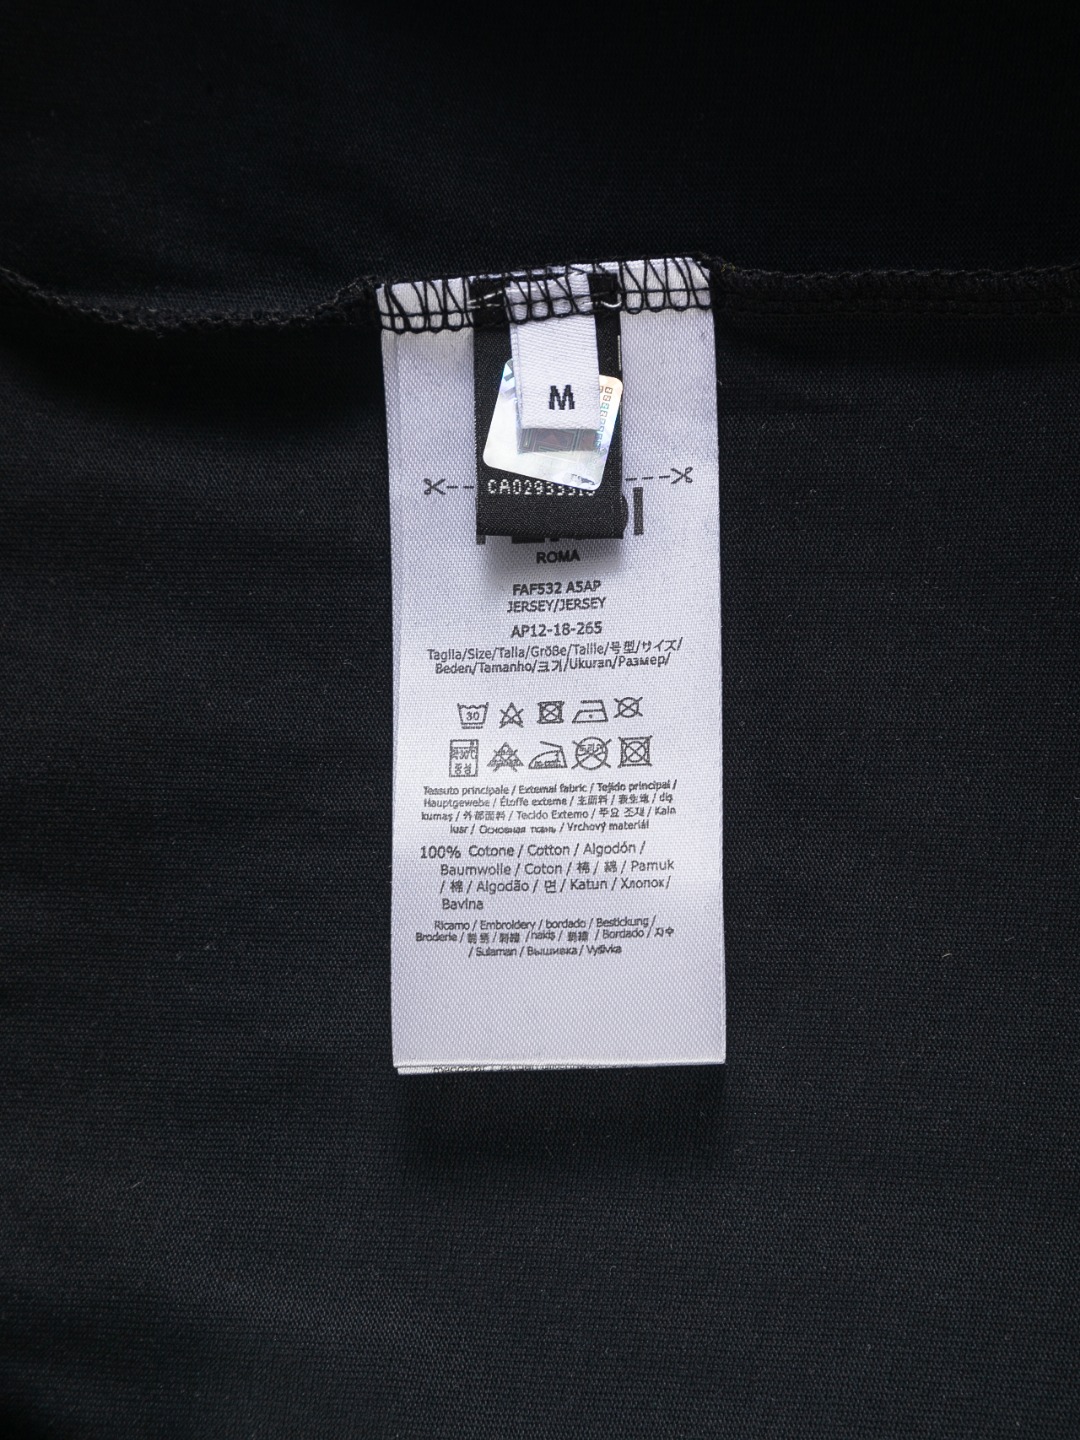 M
ROMA
FAF532 A5AP
JERSEY/JERSEY
AP12-18-265
Taglia/Size/Talla/Größe/Taille/号型/サイズ/
Beden/Tamanho/크기/Ukuran/Размер/
30
Tessuto principale / External fabric / Tejido principal /
Hauptgewebe / Étoffe externe / 主面料 / 表生地 / dış
kumaş / 外部面料 / Tecido Externo / 주요 조재 / Kain
luar / Основная ткань / Vrchový materiál
100% Cotone / Cotton / Algodón /
Baumwolle / Coton / 棉 / 綿 / Pamuk
/ 棉 / Algodão / 면 / Katun / Хлопок/
Bavlna
Ricamo / Embroidery / bordado / Bestickung /
Broderie / 刺绣 / 刺繍 /nakiş / 刺繡 / Bordado / 자수
/ Sulaman / Вышивка / Vyšivka